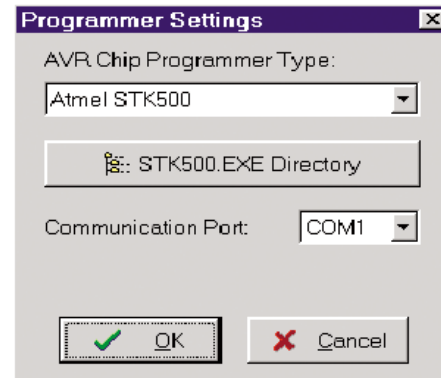 Programmer Settings
AVR Chip Programmer Type:
Atmel STK500
STK500.EXE Directory
Communication Port: COM1
OK Cancel